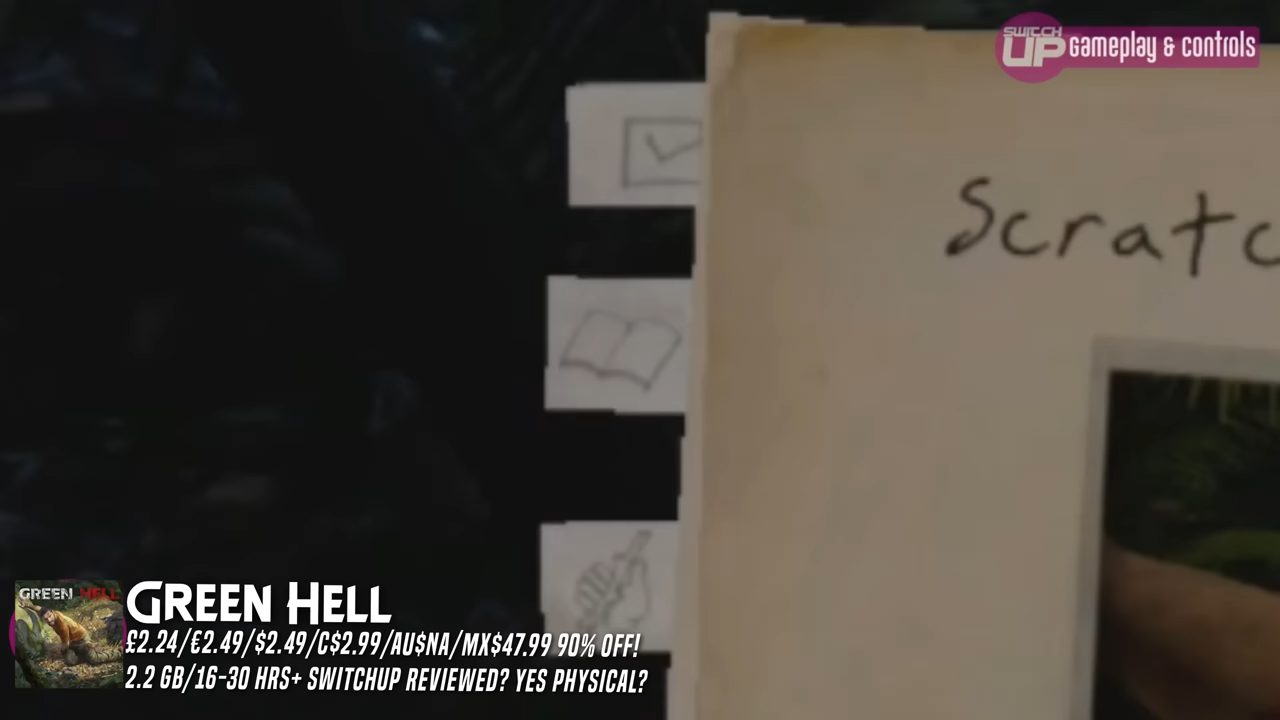 SWITCH
UP Gameplay & controls
Scratc
GREEN HELL
GREEN HELL
£2.24/€2.49/$2.49/C$2.99/AU$NA/MX$47.99 90% OFF!
2.2 GB/16-30 HRS+ SWITCHUP REVIEWED? YES PHYSICAL?